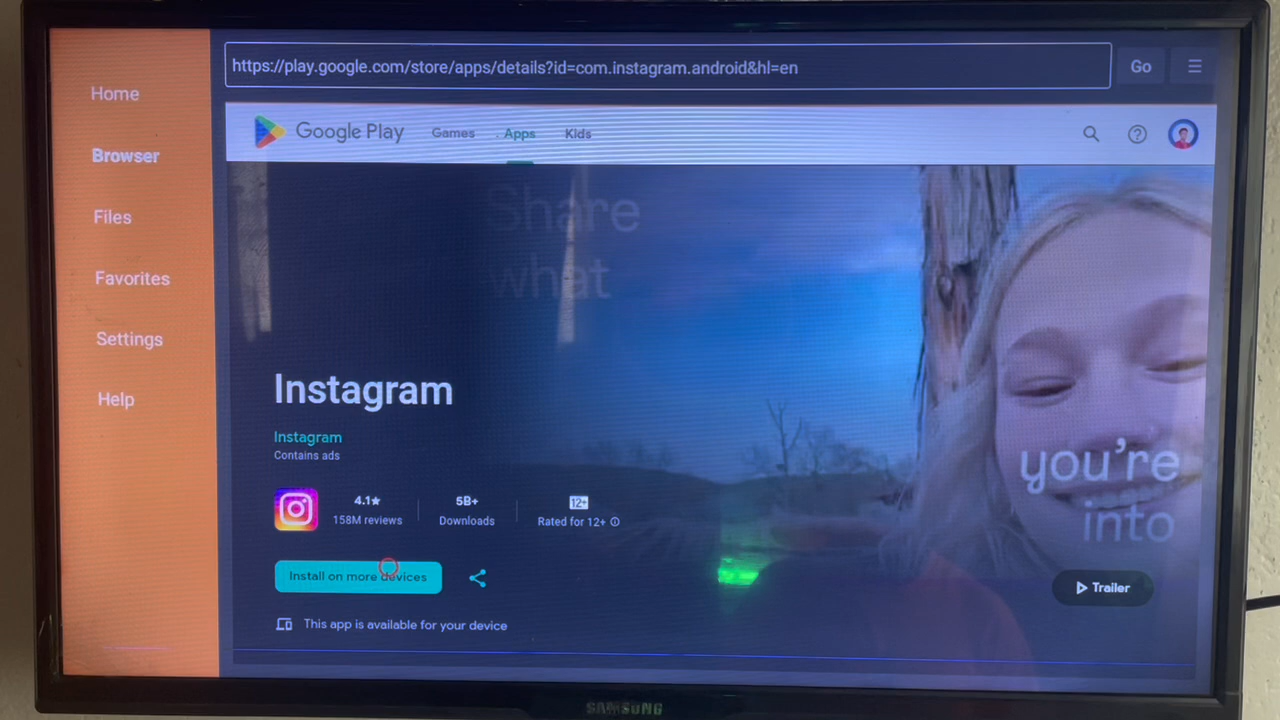 Home
Browser
Files
Favorites
Settings
Help
https://play.google.com/store/apps/details?id=com.instagram.android&hl=en
Go
Google Play
Games
Apps
Kids
Share
what
Instagram
Instagram
Contains ads
4.1★
158M reviews
5B+
Downloads
12+
Rated for 12+
you're
into
Install on more devices
Trailer
This app is available for your device
SAMSUNG